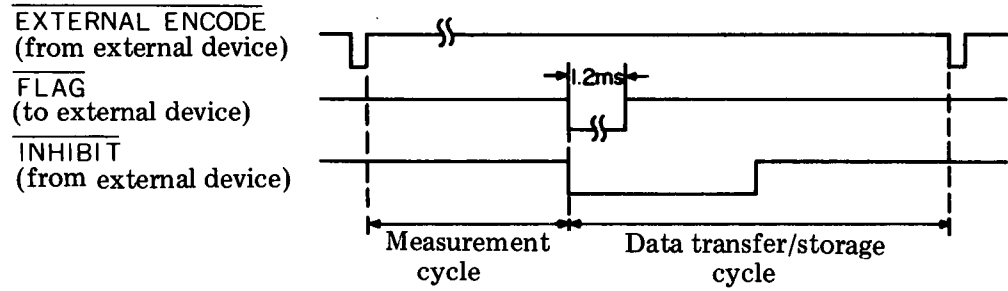 EXTERNAL ENCODE
(from external device)
1.2ms
FLAG
(to external device)
INHIBIT
(from external device)
Measurement
cycle
Data transfer/storage
cycle